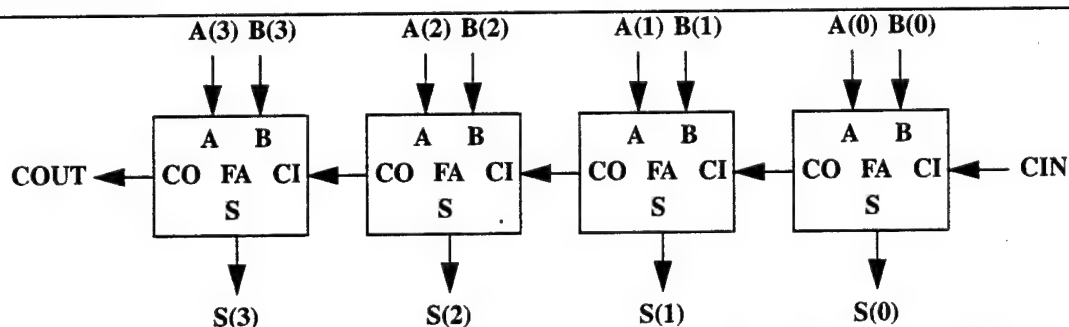 A(3) B(3) A(2) B(2) A(1) B(1) A(0) B(0)
A B A B A B A B
COUT CO FA CI CO FA CI CO FA CI CO FA CI CIN
S S S S
S(3) S(2) S(1) S(0)